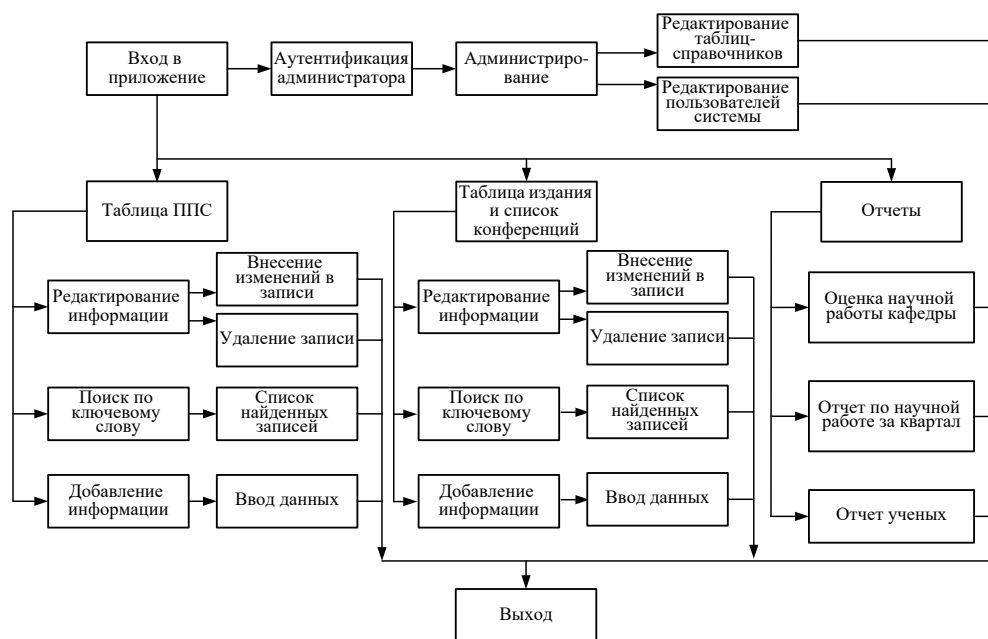 Вход в
приложение
Аутентификация
администратора
Администриро-
вание
Редактирование
таблиц-
справочников
Редактирование
пользователей
системы
Таблица ППС
Таблица издания
и список
конференций
Отчеты
Редактирование
информации
Внесение
изменений в
записи
Удаление записи
Поиск по
ключевому
слову
Список
найденных
записей
Добавление
информации
Ввод данных
Редактирование
информации
Внесение
изменений в
записи
Удаление записи
Поиск по
ключевому
слову
Список
найденных
записей
Добавление
информации
Ввод данных
Оценка научной
работы кафедры
Отчет по научной
работе за квартал
Отчет ученых
Выход